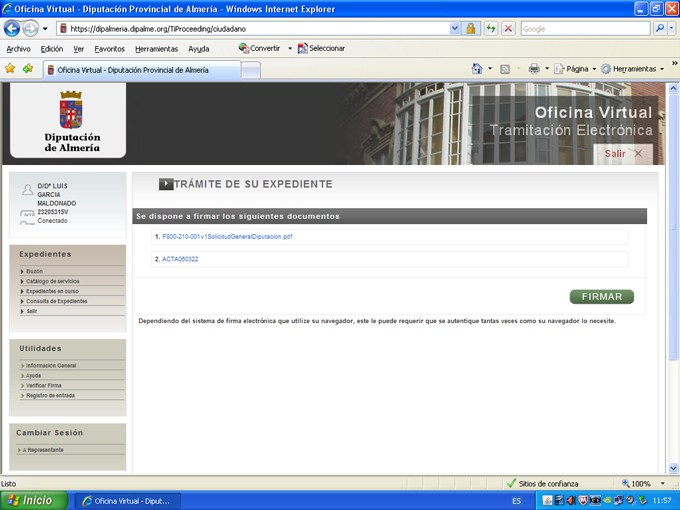 Oficina Virtual - Diputación Provincial de Almería - Windows Internet Explorer
https://dipalmeria.dipalme.org/TiProceeding/ciudadano
Google
Archivo Edición Ver Favoritos Herramientas Ayuda
Convertir
Seleccionar
Oficina Virtual - Diputación Provincial de Almería
Página
Herramientas
Diputación
de Almería
Oficina Virtual
Tramitación Electrónica
Salir
D/Dª LUIS
GARCIA
MALDONADO
23205315V
Conectado
TRÁMITE DE SU EXPEDIENTE
Se dispone a firmar los siguientes documentos
1. F800-210-001v1SolicitudGeneralDiputacion.pdf
2. ACTA060322
FIRMAR
Dependiendo del sistema de firma electrónica que utilize su navegador, este le puede requerir que se autentique tantas veces como su navegador lo necesite.
Expedientes
Buzón
Catálogo de servicios
Expedientes en curso
Consulta de Expedientes
Salir
Utilidades
Información General
Ayuda
Verificar Firma
Registro de entrada
Cambiar Sesión
A Representante
Listo
Sitios de confianza
100%
Inicio
Oficina Virtual - Diput...
ES
11:57